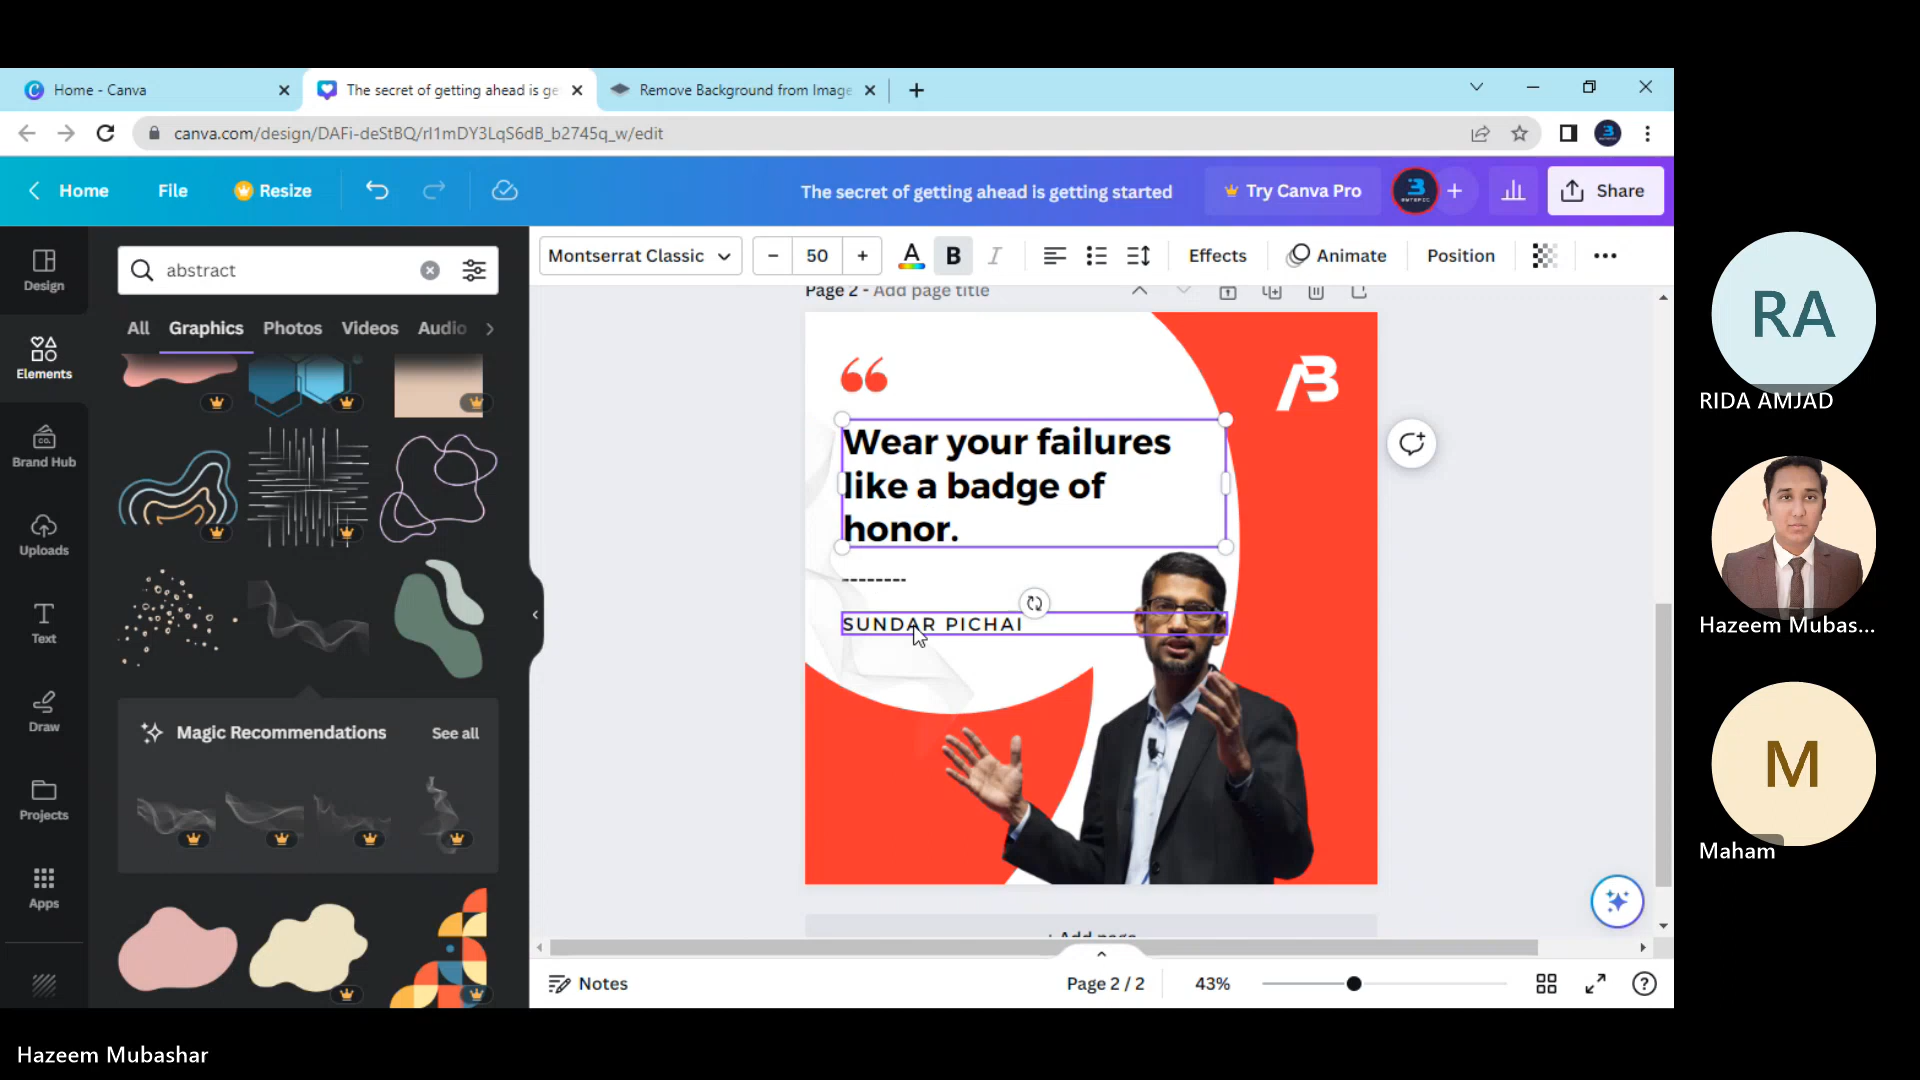 Home - Canva
The secret of getting ahead is ge
Remove Background from Image
canva.com/design/DAFi-deStBQ/rI1mDY3LqS6dB_b2745q_w/edit
Home
File
Resize
The secret of getting ahead is getting started
Try Canva Pro
Share
Design
Elements
Brand Hub
Uploads
Text
Draw
Projects
Apps
abstract
All
Graphics
Photos
Videos
Audio
Magic Recommendations
See all
Montserrat Classic
50
A
B
I
Effects
Animate
Position
Page 2 - Add page title
AB
Wear your failures
like a badge of
honor.
--------
SUNDAR PICHAI
+ Add page
Notes
Page 2 / 2
43%
RA
RIDA AMJAD
Hazeem Mubas...
M
Maham
Hazeem Mubashar